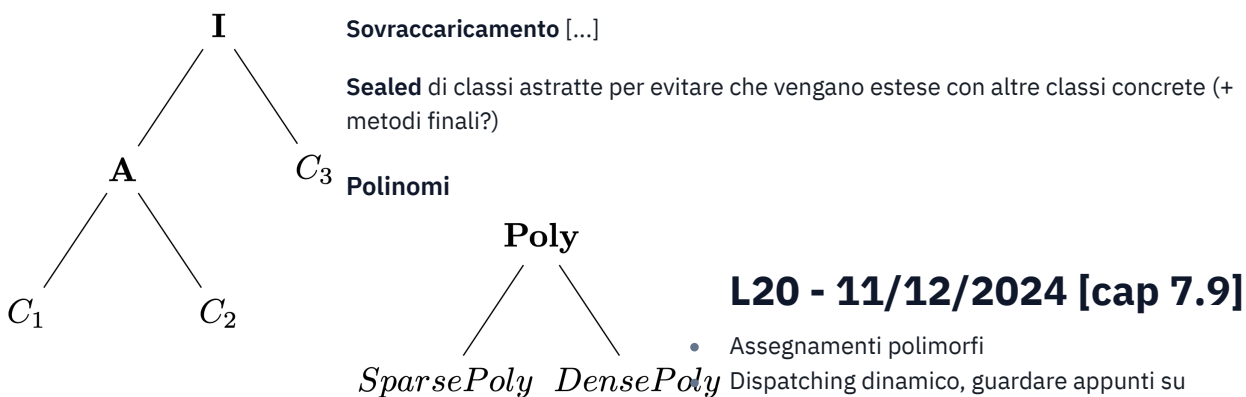 I
A
C3
C1
C2
Sovraccaricamento [...]
Sealed di classi astratte per evitare che vengano estese con altre classi concrete (+
metodi finali?)
Polinomi
Poly
SparsePoly DensePoly
L20 - 11/12/2024 [cap 7.9]
Assegnamenti polimorfi
Dispatching dinamico, guardare appunti su